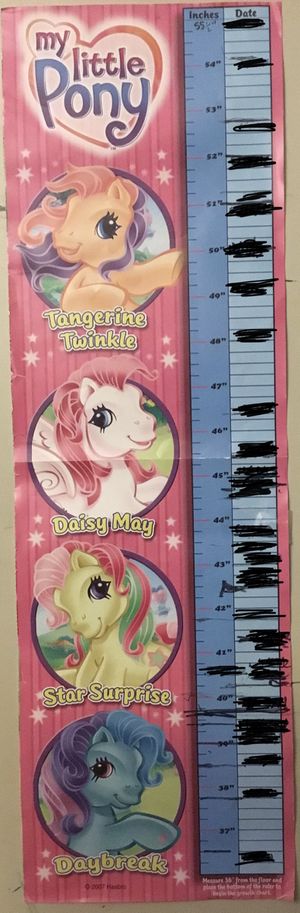 my
little
Pony
Inches Date
55 1/2
54"
53"
52"
51"
50"
49"
48"
47"
46"
45"
44"
43"
42"
41"
40"
39"
38"
37"
Tangerine
Twinkle
Daisy May
Star Surprise
Daybreak
© 2007 Hasbro
Measure 36" from the floor and
place the bottom of the ruler to
begin the growth chart.